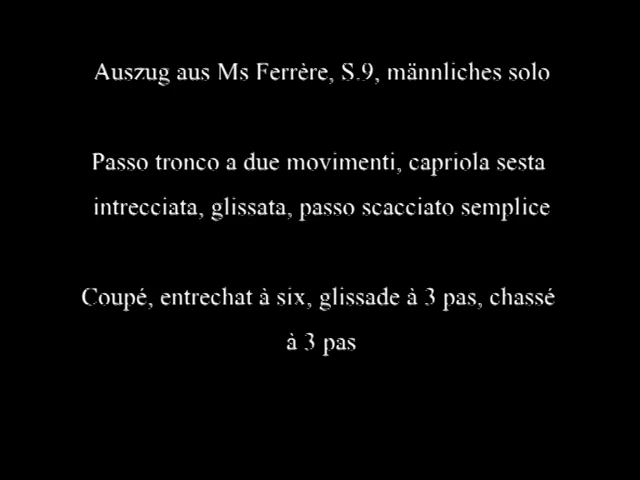 Auszug aus Ms Ferrère, S.9, männliches solo
Passo tronco a due movimenti, capriola sesta
intrecciata, glissata, passo scacciato semplice
Coupé, entrechat à six, glissade à 3 pas, chassé
à 3 pas